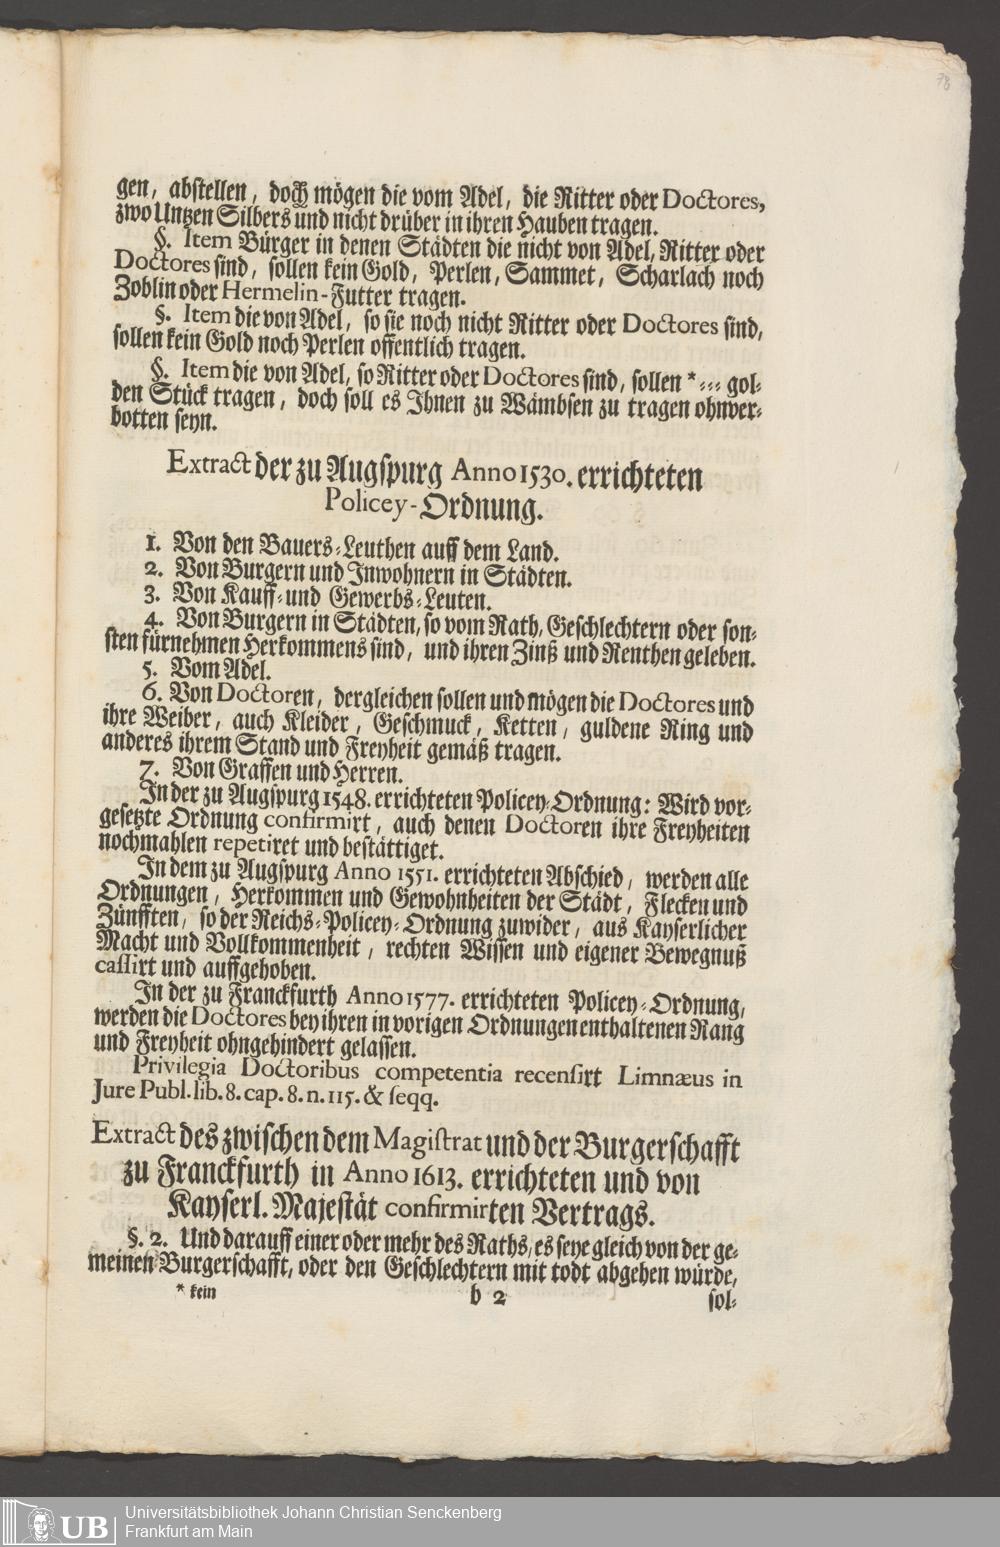 78
gen, abstellen, doch mögen die vom Adel, die Ritter oder Doctores,
zwo Untzen Silbers und nicht drüber in ihren Hauben tragen.
§. Item Bürger in denen Städten die nicht von Adel, Ritter oder
Doctores sind, sollen kein Gold, Perlen, Sammet, Scharlach noch
Zoblin oder Hermelin-Futter tragen.
§. Item die von Adel, so sie noch nicht Ritter oder Doctores sind,
sollen kein Gold noch Perlen offentlich tragen.
§. Item die von Adel, so Ritter oder Doctores sind, sollen *--- gol-
den Stück tragen, doch soll es Ihnen zu Wämbsen zu tragen ohnver-
botten seyn.
Extract der zu Augspurg Anno 1530. errichteten
Policey-Ordnung.
1. Von den Bauers-Leuthen auff dem Land.
2. Von Burgern und Inwohnern in Städten.
3. Von Kauff- und Gewerbs-Leuten.
4. Von Burgern in Städten, so vom Rath, Geschlechtern oder son-
sten fürnehmen Herkommens sind, und ihren Zinß und Renthen geleben.
5. Vom Adel.
6. Von Doctoren, dergleichen sollen und mögen die Doctores und
ihre Weiber, auch Kleider, Geschmuck, Ketten, guldene Ring und
anderes ihrem Stand und Freyheit gemäß tragen.
7. Von Graffen und Herren.
In der zu Augspurg 1548. errichteten Policey-Ordnung: Wird vor-
gesetzte Ordnung confirmirt, auch denen Doctoren ihre Freyheiten
nochmahlen repetiret und bestättiget.
In dem zu Augspurg Anno 1551. errichteten Abschied, werden alle
Ordnungen, Herkommen und Gewohnheiten der Städt, Flecken und
Zünfften, so der Reichs-Policey-Ordnung zuwider, aus Kayserlicher
Macht und Vollkommenheit, rechten Wissen und eigener Bewegnuß
cassirt und auffgehoben.
In der zu Franckfurth Anno 1577. errichteten Policey-Ordnung,
werden die Doctores bey ihren in vorigen Ordnungen enthaltenen Rang
und Freyheit ohngehindert gelassen.
Privilegia Doctoribus competentia recensirt Limnæus in
Jure Publ. lib. 8. cap. 8. n. 115. & seqq.
Extract des zwischen dem Magistrat und der Burgerschafft
zu Franckfurth in Anno 1613. errichteten und von
Kayserl. Majestät confirmirten Vertrags.
§. 2. Und darauff einer oder mehr des Raths, es seye gleich von der ge-
meinen Burgerschafft, oder den Geschlechtern mit todt abgehen würde,
* kein b 2 sol-
Universitätsbibliothek Johann Christian Senckenberg
UB Frankfurt am Main